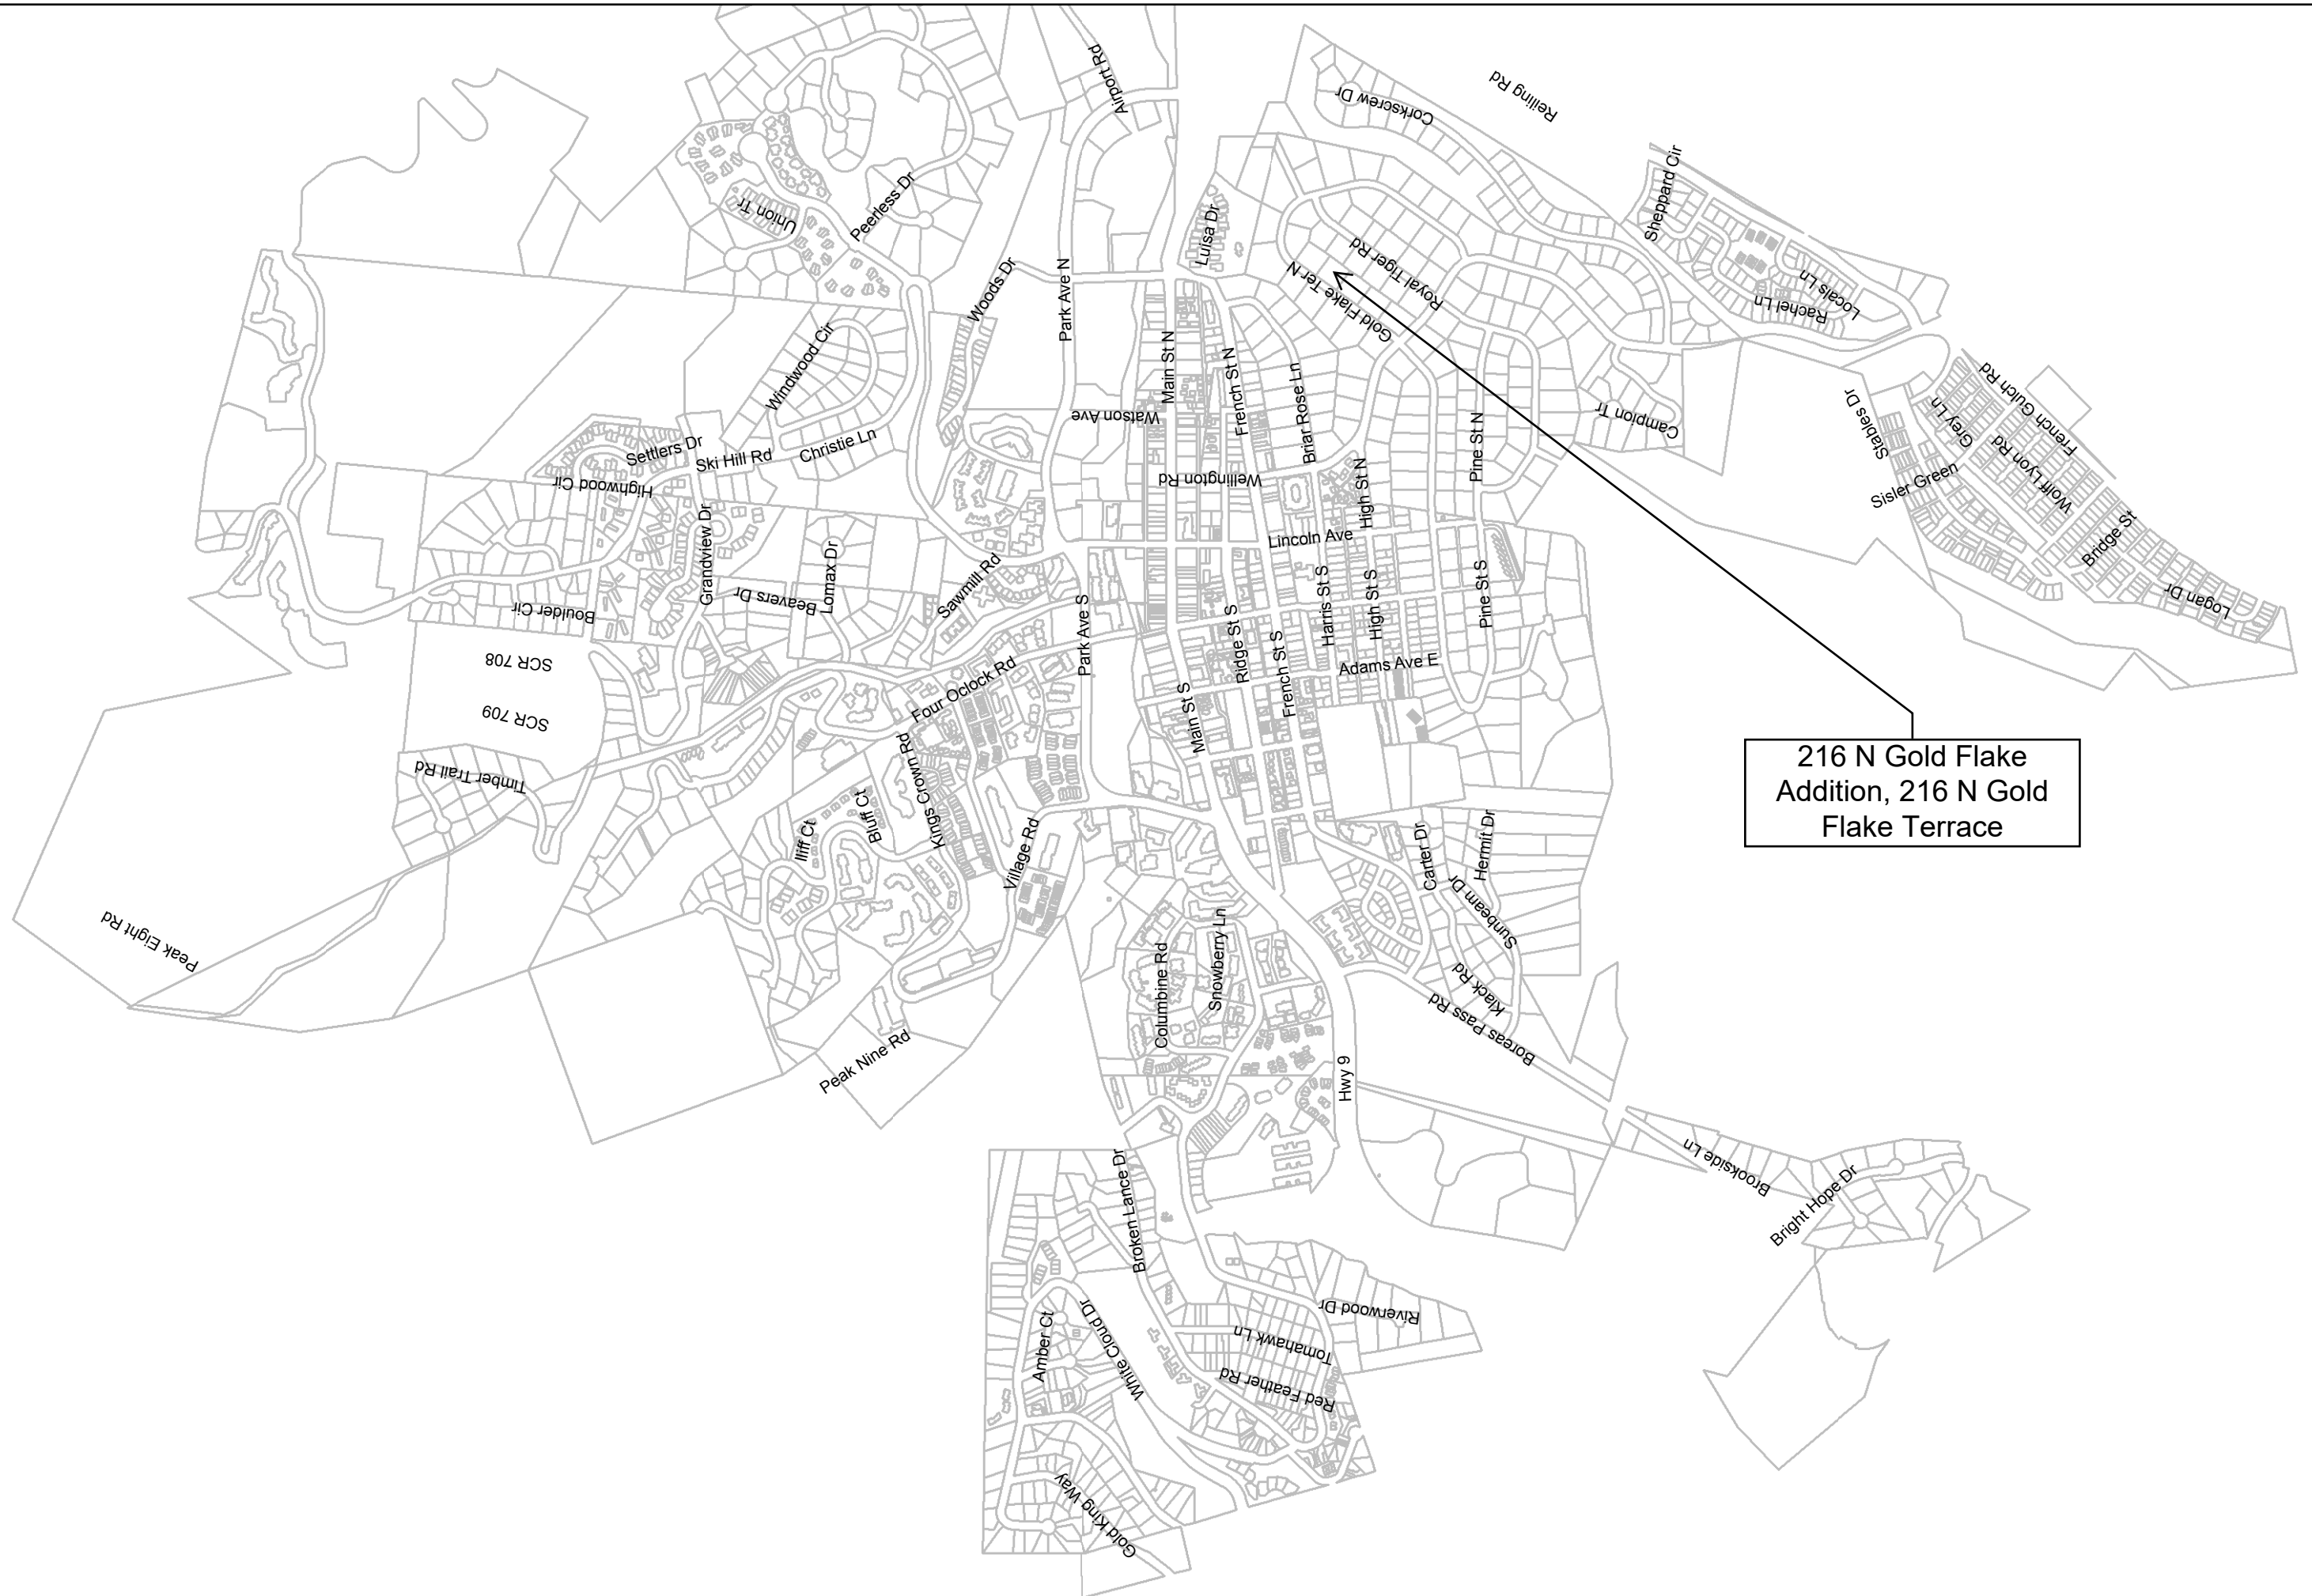 Airport Rd
Reiling Rd
Corkscrew Dr
Sheppard Cir
Peerless Dr
Union Tr
Luisa Dr
Royal Tiger Rd
Gold Flake Ter N
Woods Dr
Park Ave N
Locals Ln
Rachel Ln
Windwood Cir
Main St N
French St N
Briar Rose Ln
Watson Ave
Campion Tr
Stables Dr
Grey Ln
French Gulch Rd
Settlers Dr
Ski Hill Rd
Christie Ln
Highwood Cir
Wellington Rd
High St N
Pine St N
Wolff Lyon Rd
Sisler Green
Grandview Dr
Lomax Dr
Lincoln Ave
Bridge St
Beavers Dr
Sawmill Rd
Boulder Cir
Park Ave S
Ridge St S
Harris St S
High St S
Pine St S
Logan Dr
SCR 708
SCR 709
Four Oclock Rd
Main St S
French St S
Adams Ave E
216 N Gold Flake
Addition, 216 N Gold
Flake Terrace
Timber Trail Rd
Kings Crown Rd
Iliff Ct
Bluff Ct
Village Rd
Carter Dr
Hermit Dr
Sunbeam Dr
Peak Eight Rd
Columbine Rd
Snowberry Ln
Klack Rd
Boreas Pass Rd
Peak Nine Rd
Hwy 9
Brookside Ln
Bright Hope Dr
Broken Lance Dr
Amber Ct
White Cloud Dr
Riverwood Dr
Tomahawk Ln
Red Feather Rd
Gold King Way